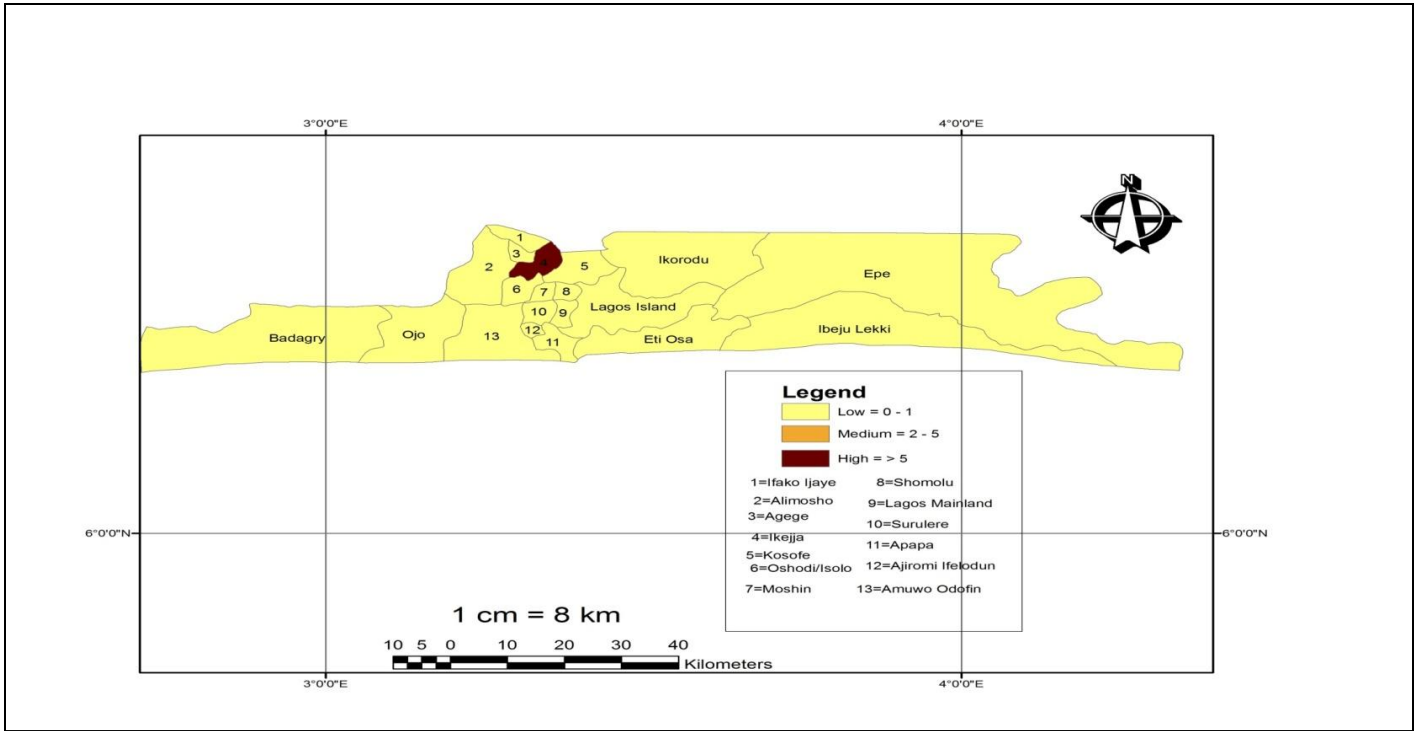 3°0'0"E 4°0'0"E
N
1
3
4
2
5
Ikorodu
Epe
6
7
8
Lagos Island
10
9
Ibeju Lekki
Badagry
Ojo
13
12
11
Eti Osa
Legend
Low = 0 - 1
Medium = 2 - 5
High = > 5
1=Ifako Ijaye 8=Shomolu
2=Alimosho 9=Lagos Mainland
3=Agege
10=Surulere
4=Ikejja
11=Apapa
5=Kosofe
6=Oshodi/Isolo 12=Ajiromi Ifelodun
7=Moshin 13=Amuwo Odofin
6°0'0"N 6°0'0"N
1 cm = 8 km
10 5 0 10 20 30 40
Kilometers
3°0'0"E 4°0'0"E